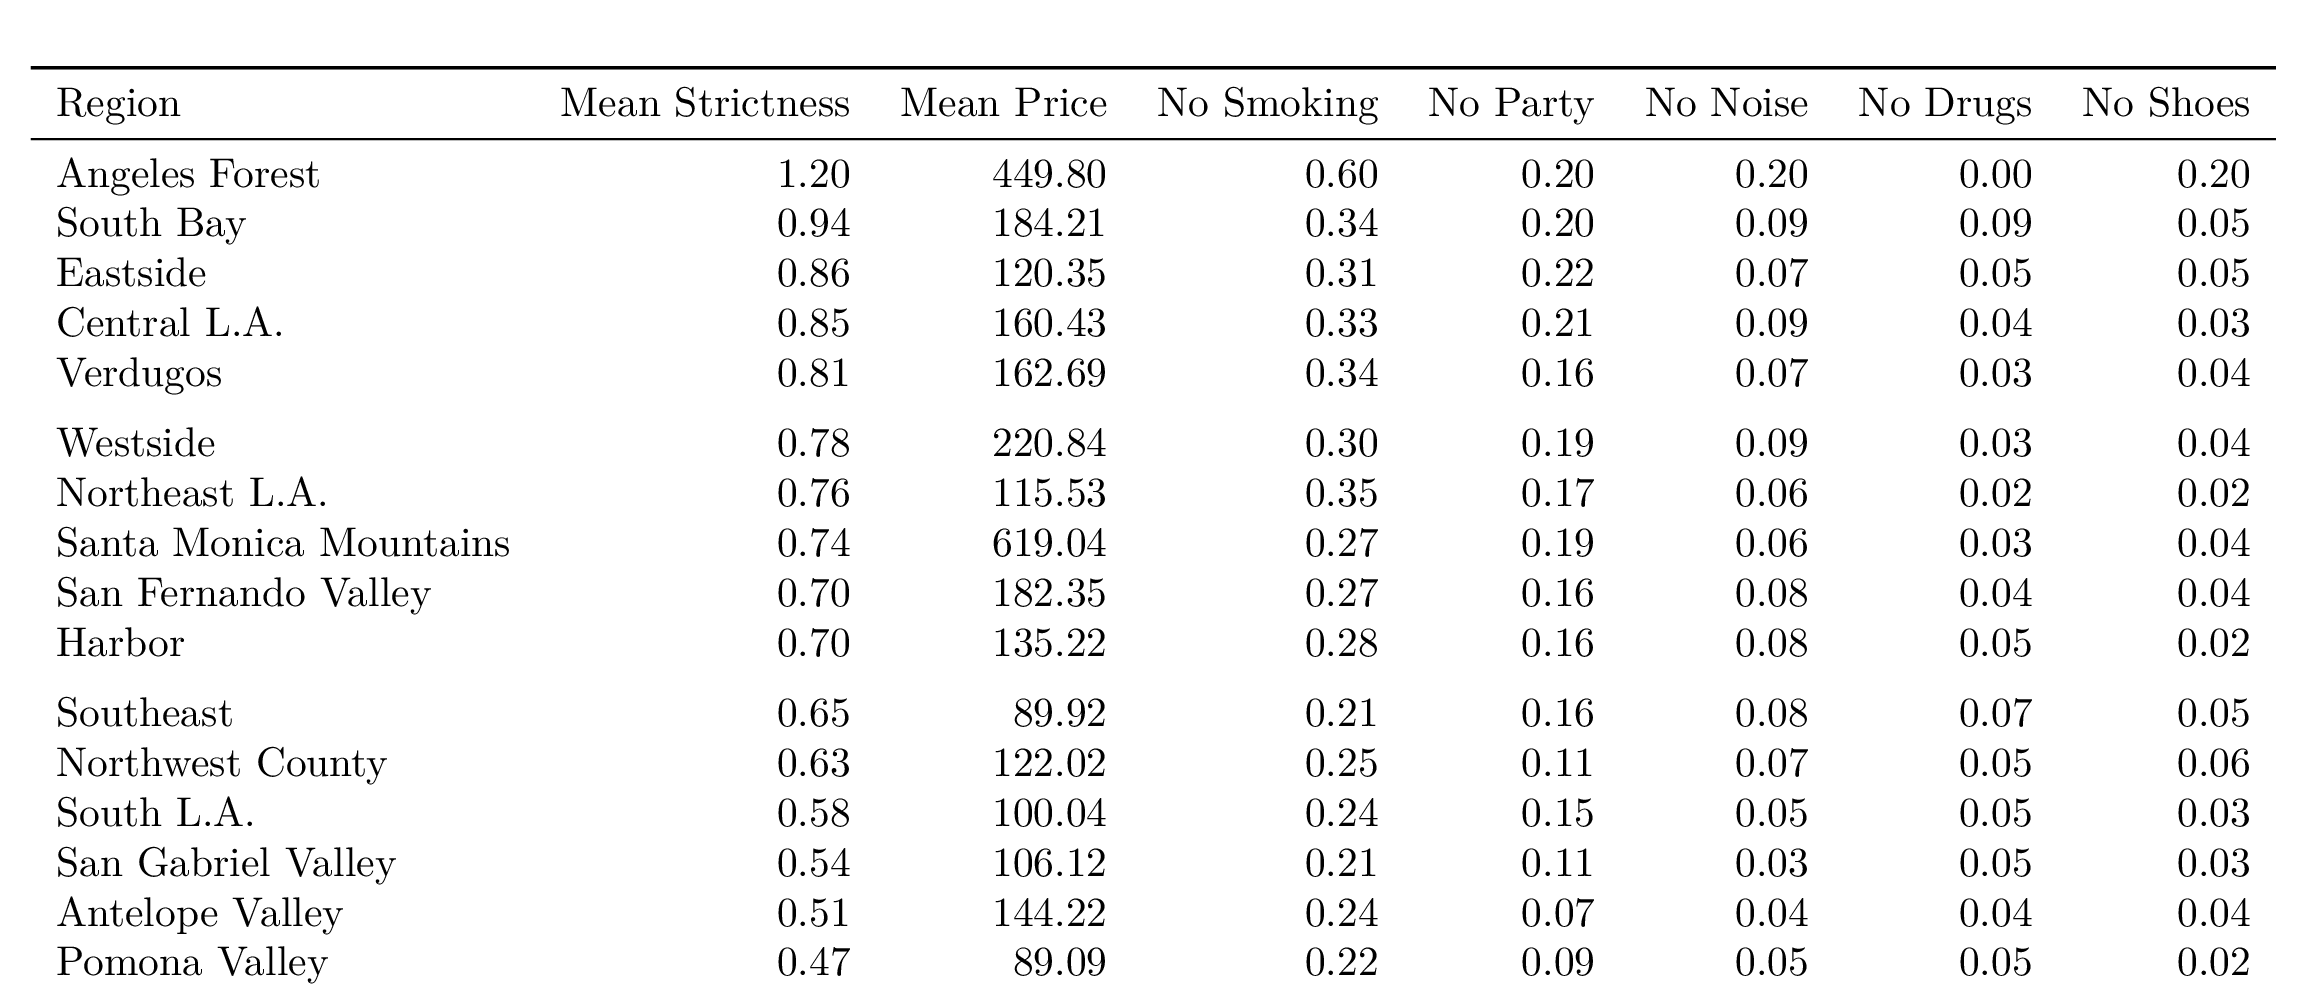 Region Mean Strictness Mean Price No Smoking No Party No Noise No Drugs No Shoes
Angeles Forest 1.20 449.80 0.60 0.20 0.20 0.00 0.20
South Bay 0.94 184.21 0.34 0.20 0.09 0.09 0.05
Eastside 0.86 120.35 0.31 0.22 0.07 0.05 0.05
Central L.A. 0.85 160.43 0.33 0.21 0.09 0.04 0.03
Verdugos 0.81 162.69 0.34 0.16 0.07 0.03 0.04
Westside 0.78 220.84 0.30 0.19 0.09 0.03 0.04
Northeast L.A. 0.76 115.53 0.35 0.17 0.06 0.02 0.02
Santa Monica Mountains 0.74 619.04 0.27 0.19 0.06 0.03 0.04
San Fernando Valley 0.70 182.35 0.27 0.16 0.08 0.04 0.04
Harbor 0.70 135.22 0.28 0.16 0.08 0.05 0.02
Southeast 0.65 89.92 0.21 0.16 0.08 0.07 0.05
Northwest County 0.63 122.02 0.25 0.11 0.07 0.05 0.06
South L.A. 0.58 100.04 0.24 0.15 0.05 0.05 0.03
San Gabriel Valley 0.54 106.12 0.21 0.11 0.03 0.05 0.03
Antelope Valley 0.51 144.22 0.24 0.07 0.04 0.04 0.04
Pomona Valley 0.47 89.09 0.22 0.09 0.05 0.05 0.02